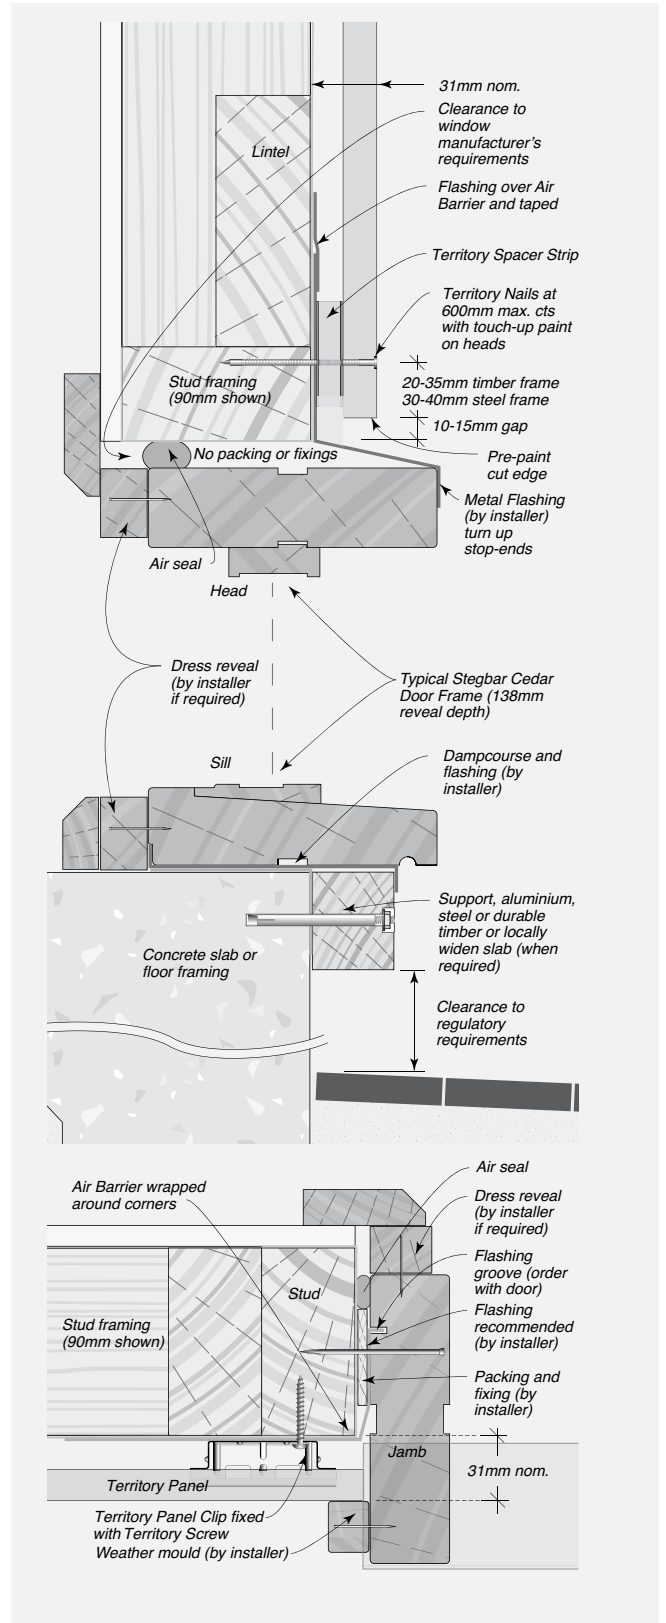 31mm nom.
Clearance to
window
manufacturer's
requirements
Lintel
Flashing over Air
Barrier and taped
Territory Spacer Strip
Territory Nails at
600mm max. cts
with touch-up paint
on heads
Stud framing
(90mm shown)
20-35mm timber frame
30-40mm steel frame
10-15mm gap
No packing or fixings
Pre-paint
cut edge
Metal Flashing
(by installer)
turn up
stop-ends
Air seal
Head
Dress reveal
(by installer
if required)
Typical Stegbar Cedar
Door Frame (138mm
reveal depth)
Sill
Dampcourse and
flashing (by
installer)
Support, aluminium,
steel or durable
timber or locally
widen slab (when
required)
Concrete slab or
floor framing
Clearance to
regulatory
requirements
Air seal
Air Barrier wrapped
around corners
Dress reveal
(by installer
if required)
Flashing
groove (order
with door)
Stud
Stud framing
(90mm shown)
Flashing
recommended
(by installer)
Packing and
fixing (by
installer)
Jamb
31mm nom.
Territory Panel
Territory Panel Clip fixed
with Territory Screw
Weather mould (by installer)